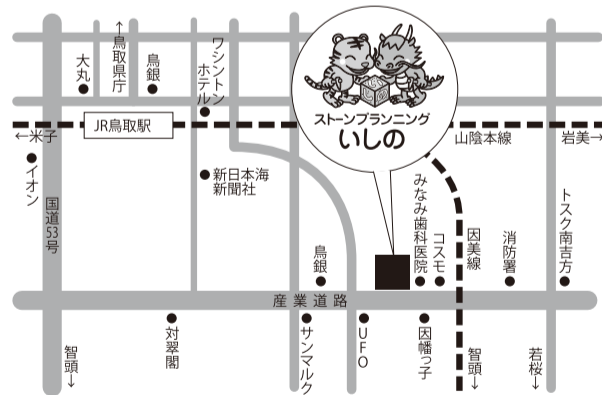 ←鳥取県庁
大丸
鳥銀
ワシントン
ホテル
ストーンプランニング
いしの
JR鳥取駅
←米子
山陰本線
岩美→
イオン
国道53号
新日本海
新聞社
みなみ歯科医院
コスモ
因美線
消防署
トスク南吉方
鳥銀
産業道路
対翠閣
サンマルク
UFO
因幡っ子
智頭→
智頭→
若桜→